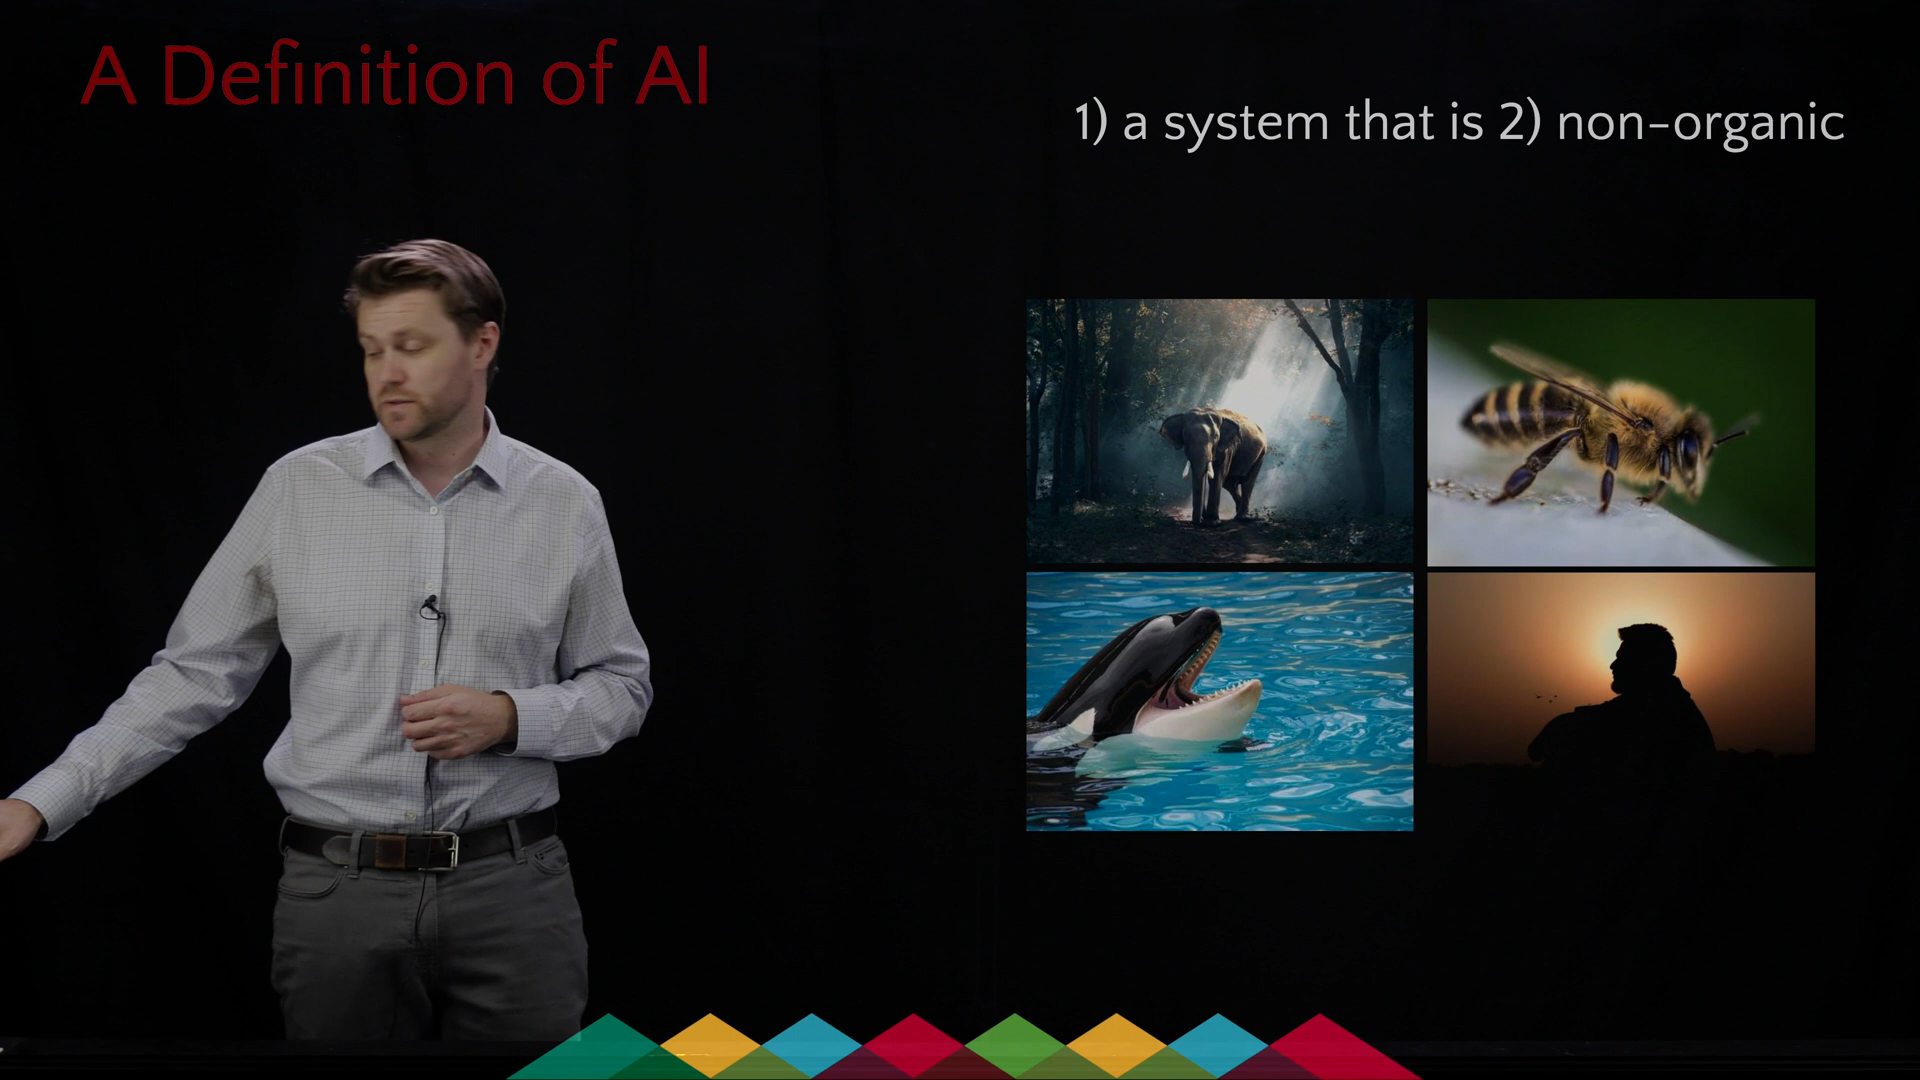 A Definition of AI
1) a system that is 2) non-organic